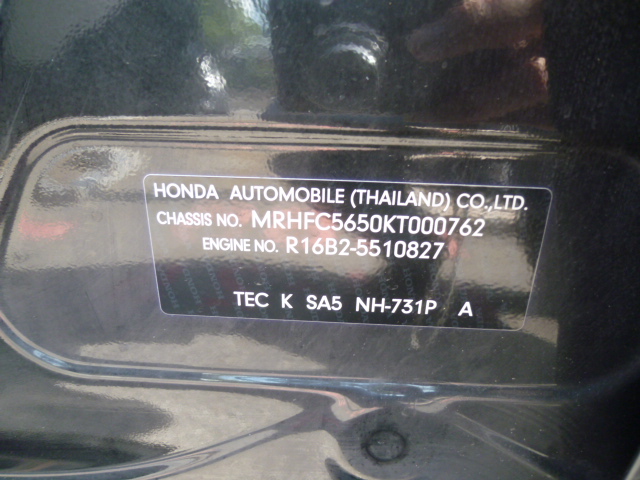 HONDA AUTOMOBILE (THAILAND) CO.,LTD.
CHASSIS NO. MRHFC5650KT000762
ENGINE NO. R16B2-5510827
TEC K SA5 NH-731P A